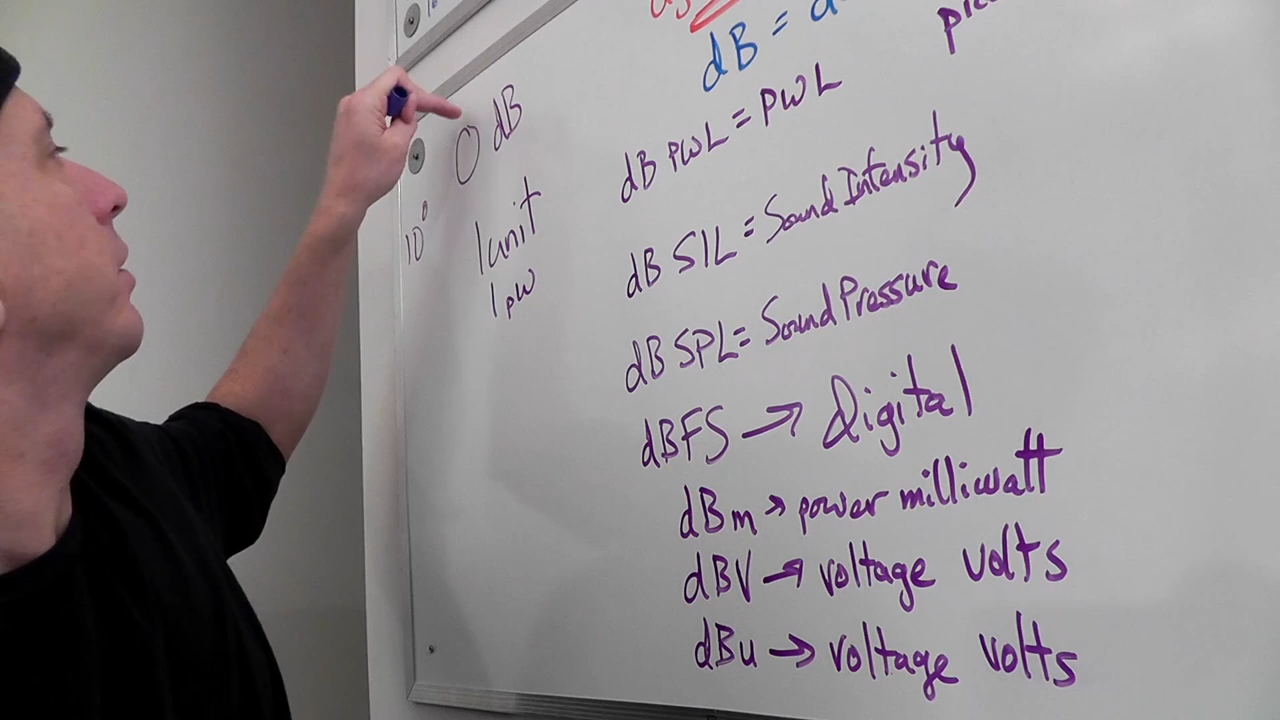 dB =
0 dB
10⁰
1 unit
1 pW
dB PWL = PWL
dB SIL = Sound Intensity
dB SPL = Sound Pressure
dBFS → Digital
dBm → power milliwatt
dBV → voltage volts
dBu → voltage volts